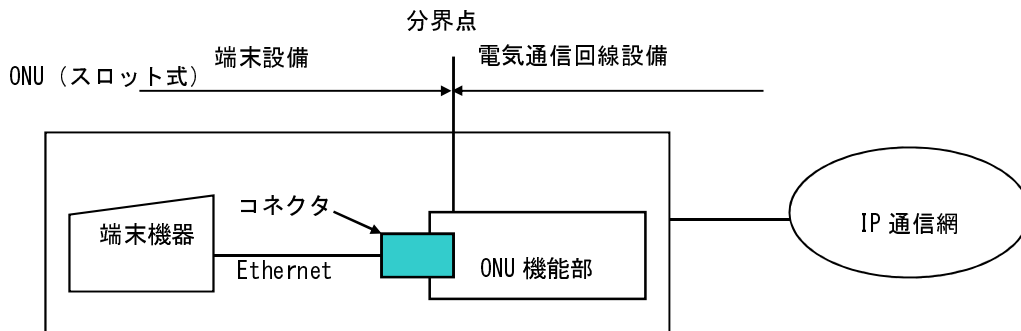 分界点
端末設備
電気通信回線設備
ONU（スロット式）
コネクタ
端末機器
IP 通信網
Ethernet
ONU 機能部